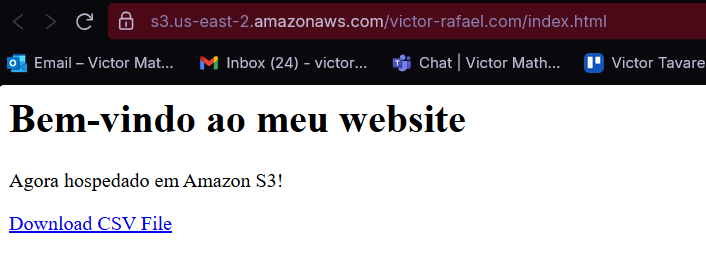 s3.us-east-2.amazonaws.com/victor-rafael.com/index.html
Email – Victor Mat... Inbox (24) - victor... Chat | Victor Math... Victor Tavare
Bem-vindo ao meu website
Agora hospedado em Amazon S3!
Download CSV File